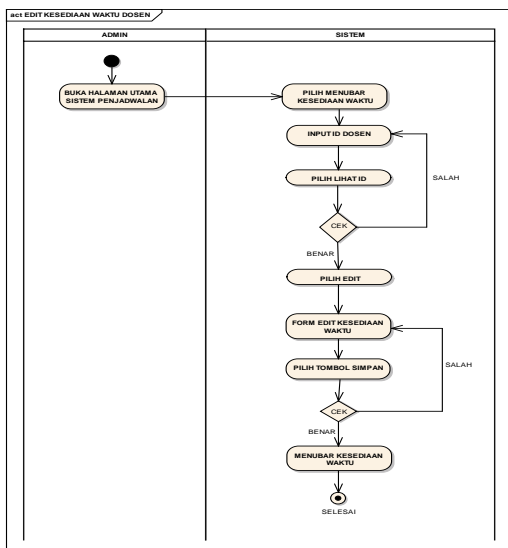 act EDIT KESEDIAAN WAKTU DOSEN
ADMIN
SISTEM
BUKA HALAMAN UTAMA
SISTEM PENJADWALAN
PILIH MENUBAR
KESEDIAAN WAKTU
INPUT ID DOSEN
PILIH LIHAT ID
SALAH
CEK
BENAR
PILIH EDIT
FORM EDIT KESEDIAAN
WAKTU
PILIH TOMBOL SIMPAN
SALAH
CEK
BENAR
MENUBAR KESEDIAAN
WAKTU
SELESAI